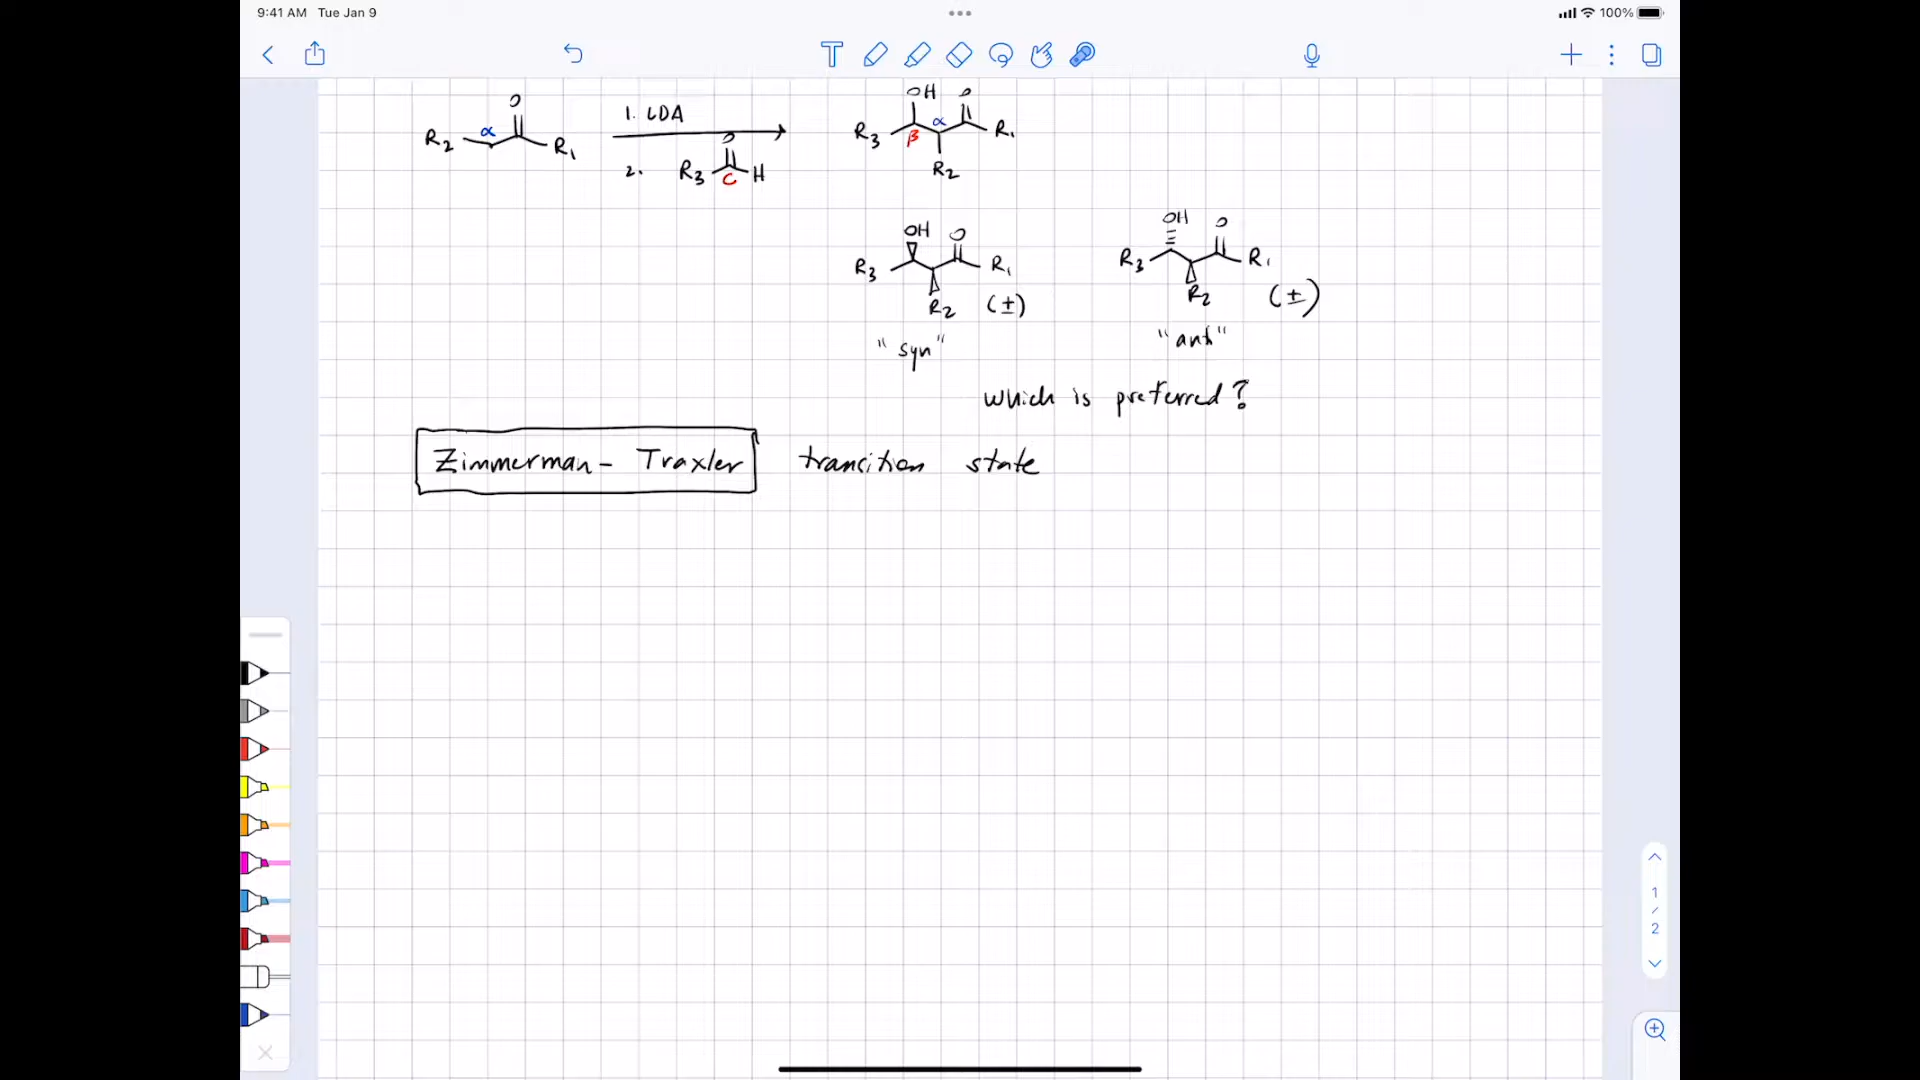 9:41 AM Tue Jan 9
100%
O
OH O
α
1. LDA
α
R2 R1
R3 β R1
O
2. R3 C H
R2
OH O
OH O
R3 R1
R3 R1
R2 (±)
R2 (±)
"syn"
"anti"
which is preferred?
Zimmerman - Traxler transition state
1
/
2